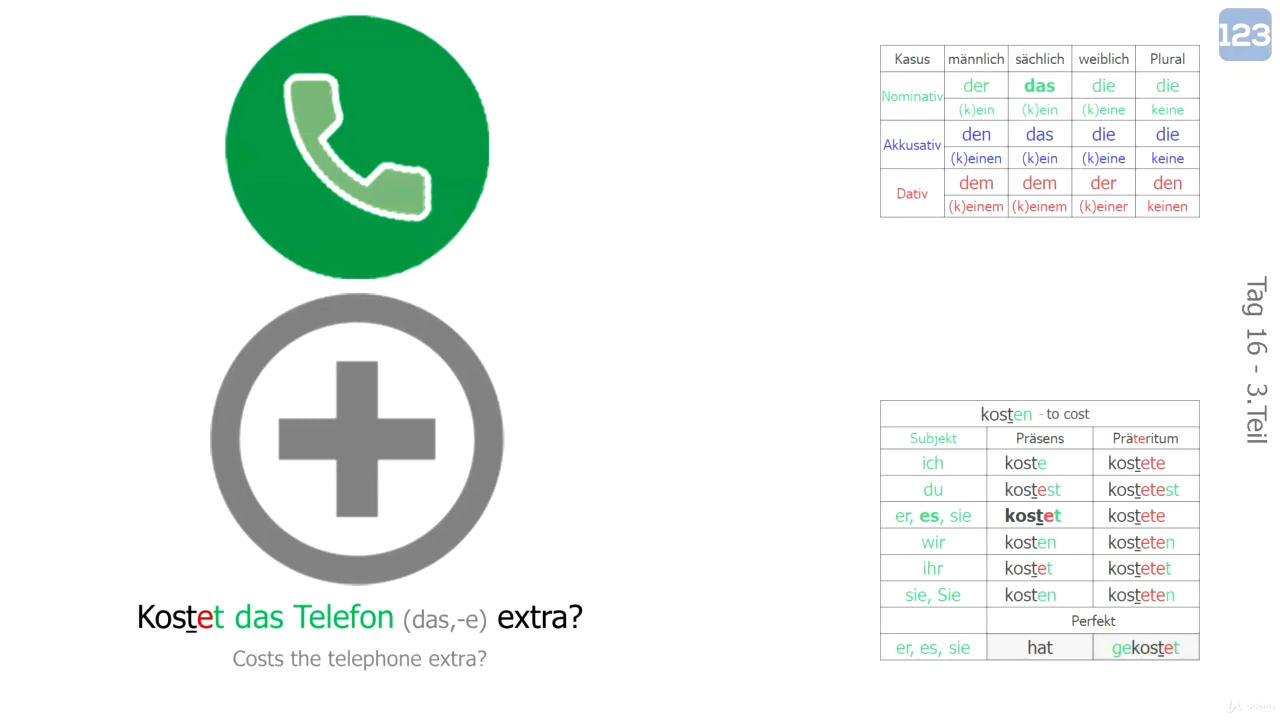 123
Kasus männlich sächlich weiblich Plural
Nominativ der das die die
(k)ein (k)ein (k)eine keine
Akkusativ den das die die
(k)einen (k)ein (k)eine keine
Dativ dem dem der den
(k)einem (k)einem (k)einer keinen
Tag 16 - 3.Teil
kosten - to cost
Subjekt Präsens Präteritum
ich koste kostete
du kostest kostetest
er, es, sie kostet kostete
wir kosten kosteten
ihr kostet kostetet
sie, Sie kosten kosteten
Perfekt
er, es, sie hat gekostet
Kostet das Telefon (das,-e) extra?
Costs the telephone extra?